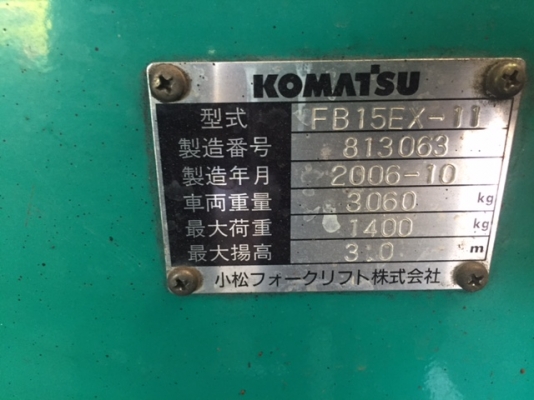 KOMATSU
型式 FB15EX-11
製造番号 813063
製造年月 2006-10
車両重量 3060 kg
最大荷重 1400 kg
最大揚高 3.0 m
小松フォークリフト株式会社